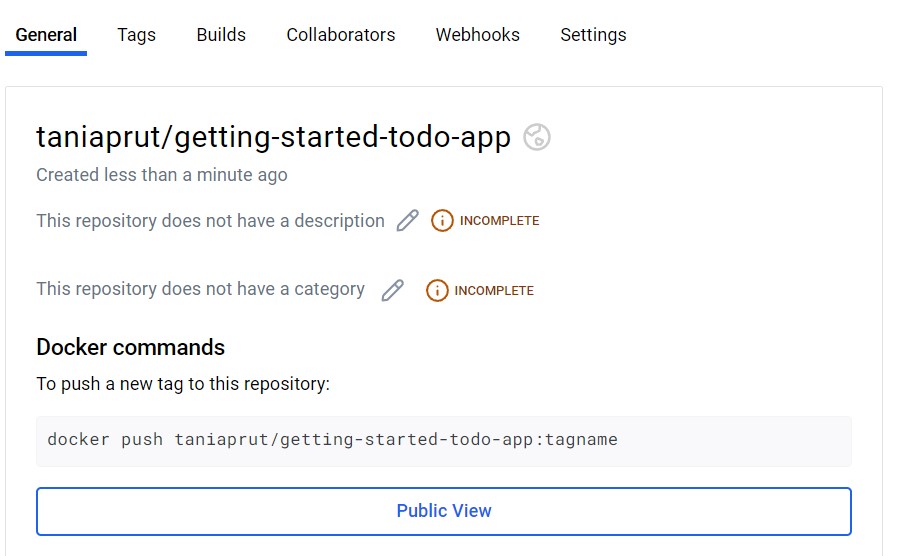 General Tags Builds Collaborators Webhooks Settings
taniaprut/getting-started-todo-app
Created less than a minute ago
This repository does not have a description INCOMPLETE
This repository does not have a category INCOMPLETE
Docker commands
To push a new tag to this repository:
docker push taniaprut/getting-started-todo-app:tagname
Public View